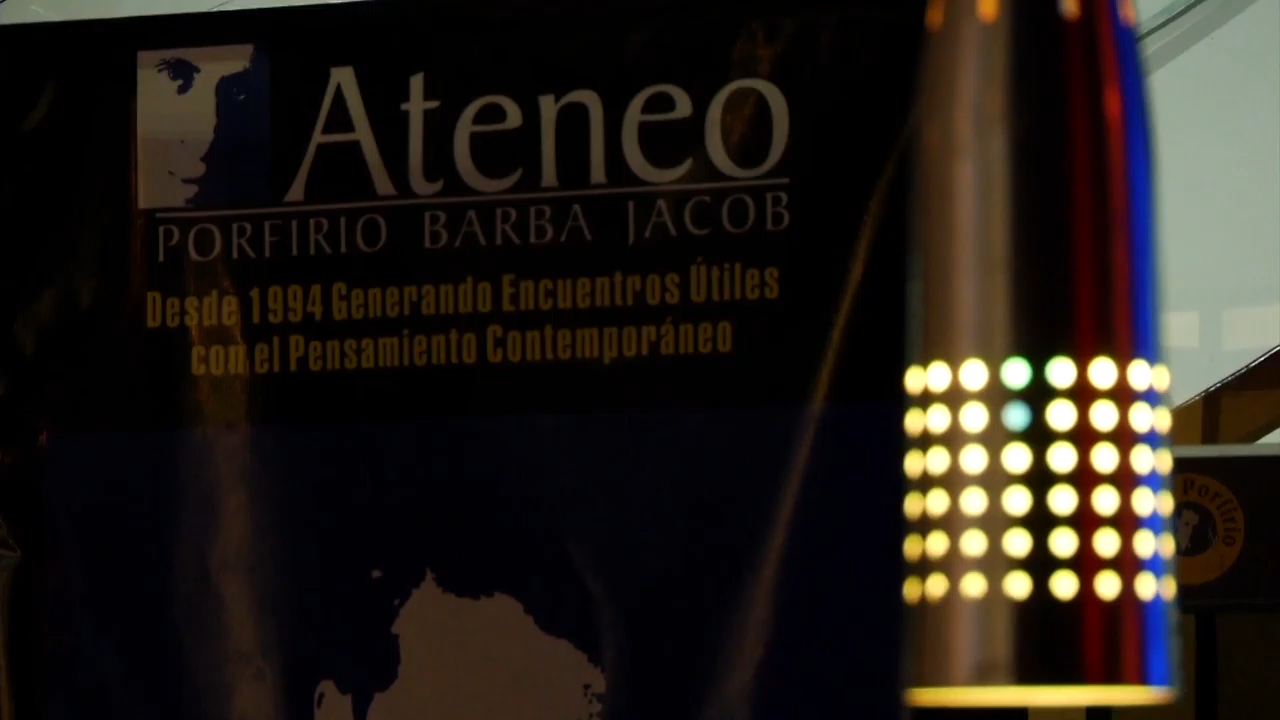 Ateneo
PORFIRIO BARBA JACOB
Desde 1994 Generando Encuentros Útiles
con el Pensamiento Contemporáneo
Porfirio